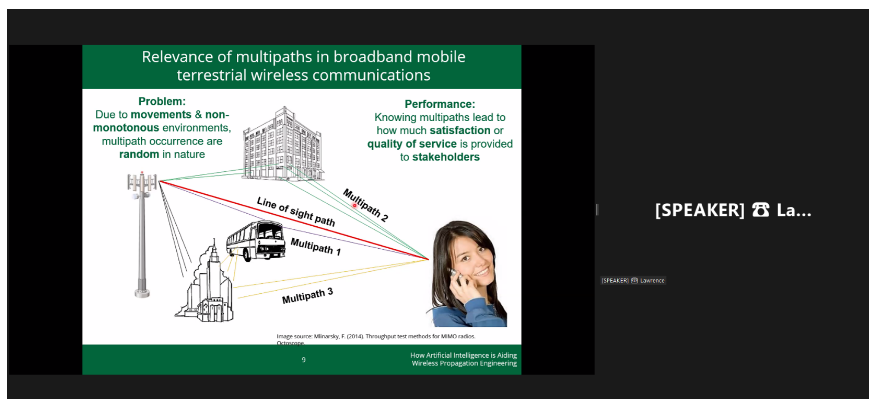 Relevance of multipaths in broadband mobile
terrestrial wireless communications
Problem:
Due to movements & non-
monotonous environments,
multipath occurrence are
random in nature
Performance:
Knowing multipaths lead to
how much satisfaction or
quality of service is provided
to stakeholders
Multipath 2
Line of sight path
Multipath 1
Multipath 3
Image source: Mlinarsky, F. (2014). Throughput test methods for MIMO radios.
Octoscope.
9
How Artificial Intelligence is Aiding
Wireless Propagation Engineering
[SPEAKER] ☎ La...
[SPEAKER] ☎ Lawrence